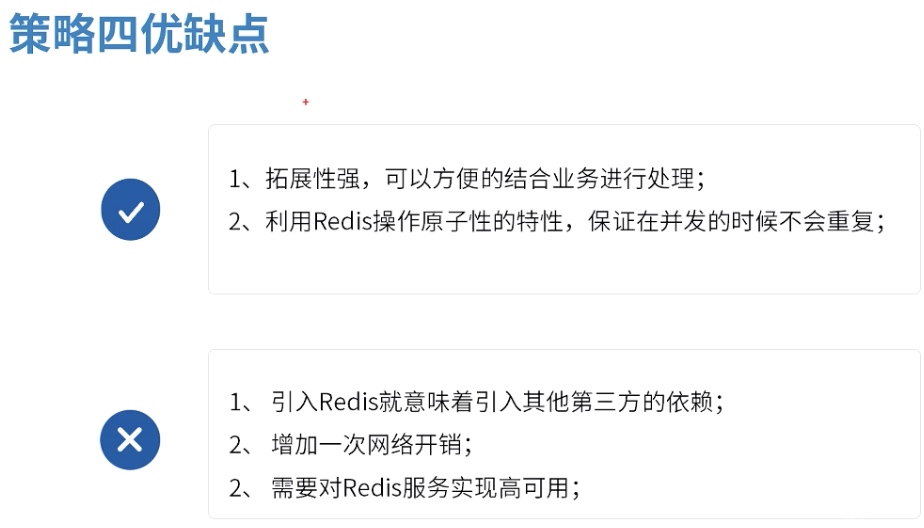 策略四优缺点
1、拓展性强，可以方便的结合业务进行处理；
2、利用Redis操作原子性的特性，保证在并发的时候不会重复；
1、 引入Redis就意味着引入其他第三方的依赖；
2、 增加一次网络开销；
2、 需要对Redis服务实现高可用；